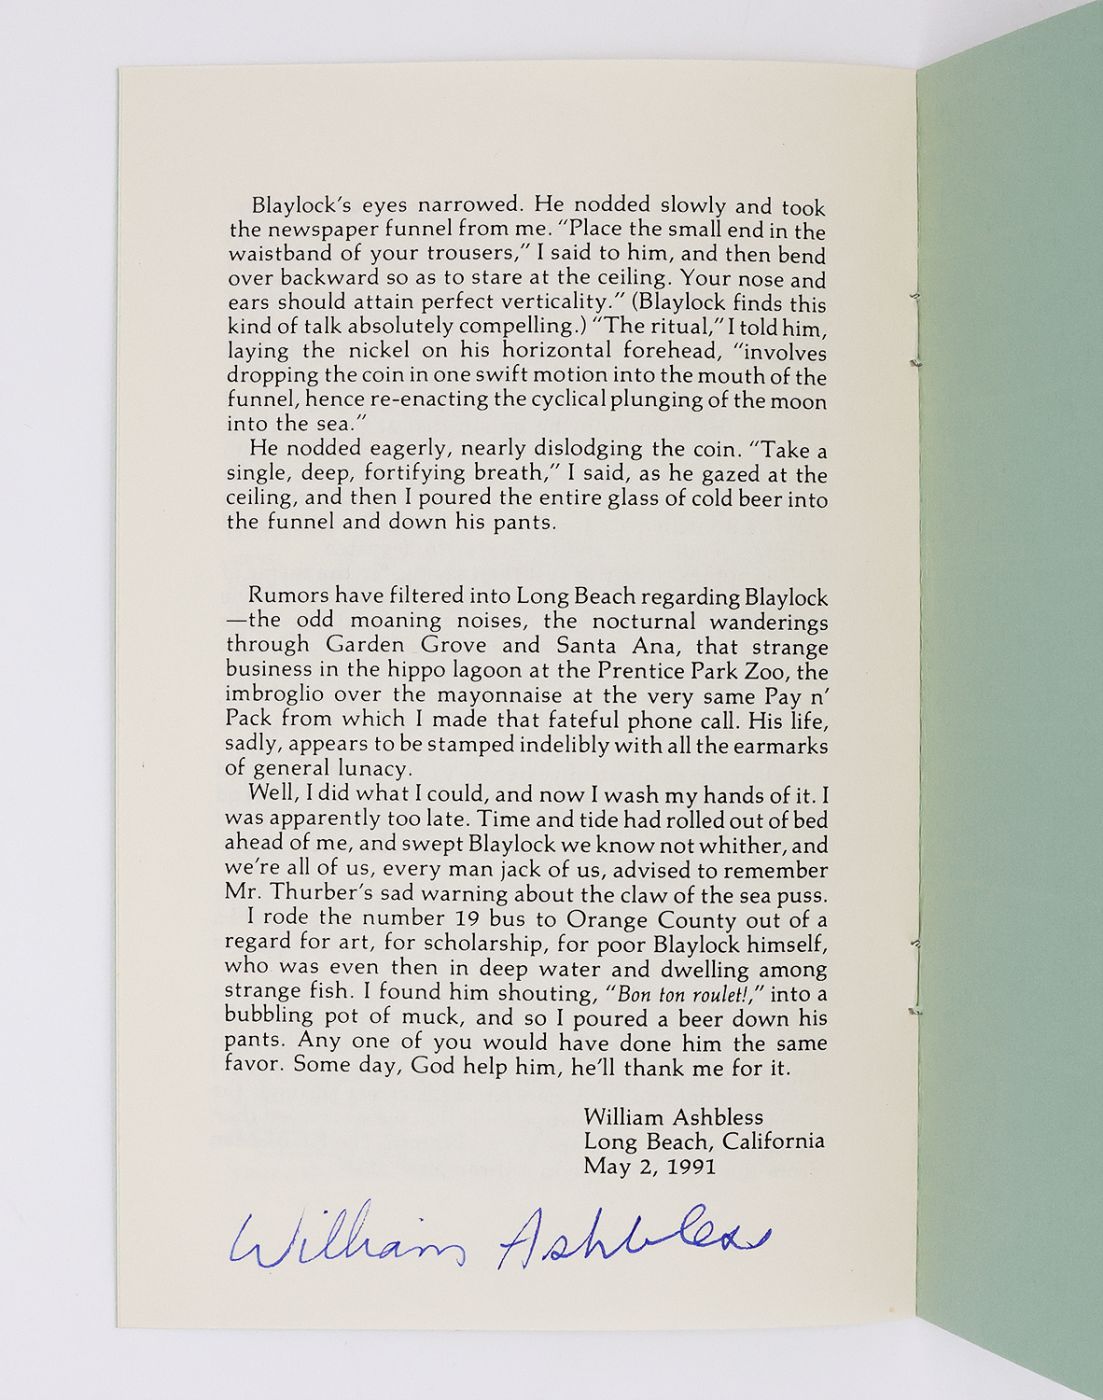 Blaylock's eyes narrowed. He nodded slowly and took
the newspaper funnel from me. "Place the small end in the
waistband of your trousers," I said to him, and then bend
over backward so as to stare at the ceiling. Your nose and
ears should attain perfect verticality." (Blaylock finds this
kind of talk absolutely compelling.) "The ritual," I told him,
laying the nickel on his horizontal forehead, "involves
dropping the coin in one swift motion into the mouth of the
funnel, hence re-enacting the cyclical plunging of the moon
into the sea."
He nodded eagerly, nearly dislodging the coin. "Take a
single, deep, fortifying breath," I said, as he gazed at the
ceiling, and then I poured the entire glass of cold beer into
the funnel and down his pants.
Rumors have filtered into Long Beach regarding Blaylock
—the odd moaning noises, the nocturnal wanderings
through Garden Grove and Santa Ana, that strange
business in the hippo lagoon at the Prentice Park Zoo, the
imbroglio over the mayonnaise at the very same Pay n'
Pack from which I made that fateful phone call. His life,
sadly, appears to be stamped indelibly with all the earmarks
of general lunacy.
Well, I did what I could, and now I wash my hands of it. I
was apparently too late. Time and tide had rolled out of bed
ahead of me, and swept Blaylock we know not whither, and
we're all of us, every man jack of us, advised to remember
Mr. Thurber's sad warning about the claw of the sea puss.
I rode the number 19 bus to Orange County out of a
regard for art, for scholarship, for poor Blaylock himself,
who was even then in deep water and dwelling among
strange fish. I found him shouting, "Bon ton roulet!," into a
bubbling pot of muck, and so I poured a beer down his
pants. Any one of you would have done him the same
favor. Some day, God help him, he'll thank me for it.
William Ashbless
Long Beach, California
May 2, 1991
William Ashbless